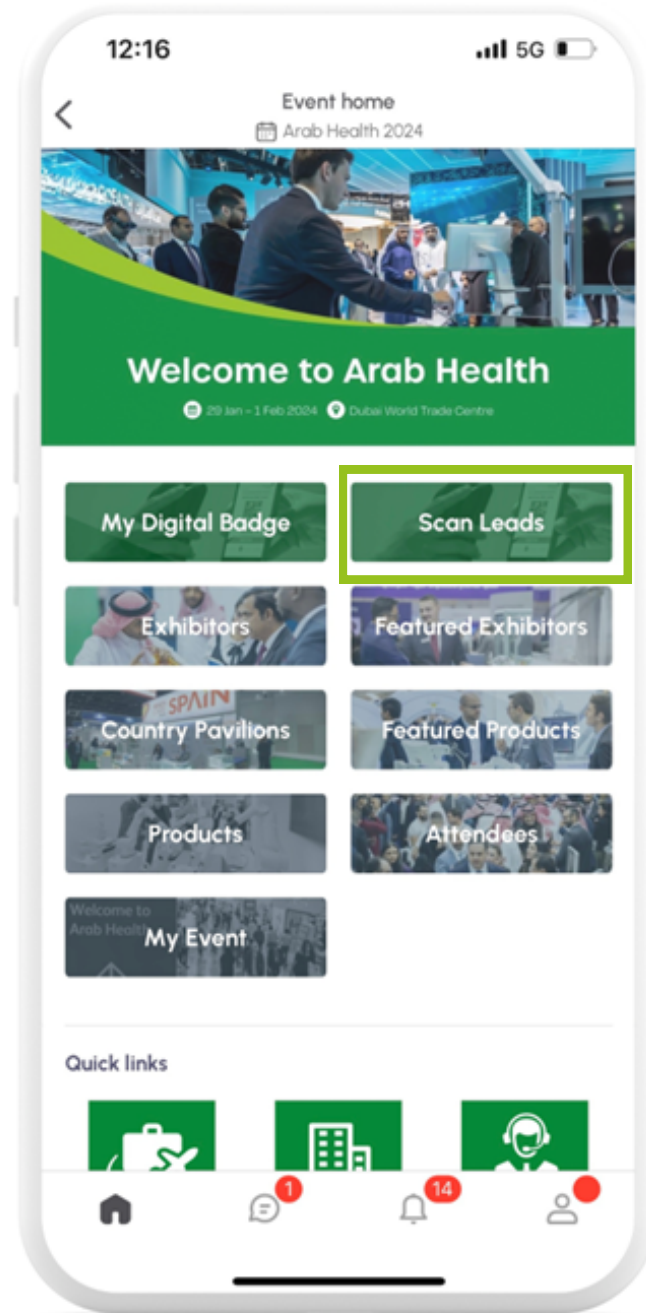 12:16
5G
Event home
Arab Health 2024
Welcome to Arab Health
29 Jan – 1 Feb 2024 Dubai World Trade Centre
My Digital Badge
Scan Leads
Exhibitors
Featured Exhibitors
SPAIN
Country Pavilions
Featured Products
Products
Attendees
Welcome to
Arab Health
My Event
Quick links
1
14